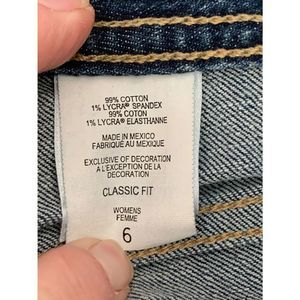 99% COTTON
1% LYCRA® SPANDEX
99% COTON
1% LYCRA® ELASTHANNE
MADE IN MEXICO
FABRIQUÉ AU MEXIQUE
EXCLUSIVE OF DECORATION
A L'EXCEPTION DE LA
DECORATION
CLASSIC FIT
WOMENS
FEMME
6